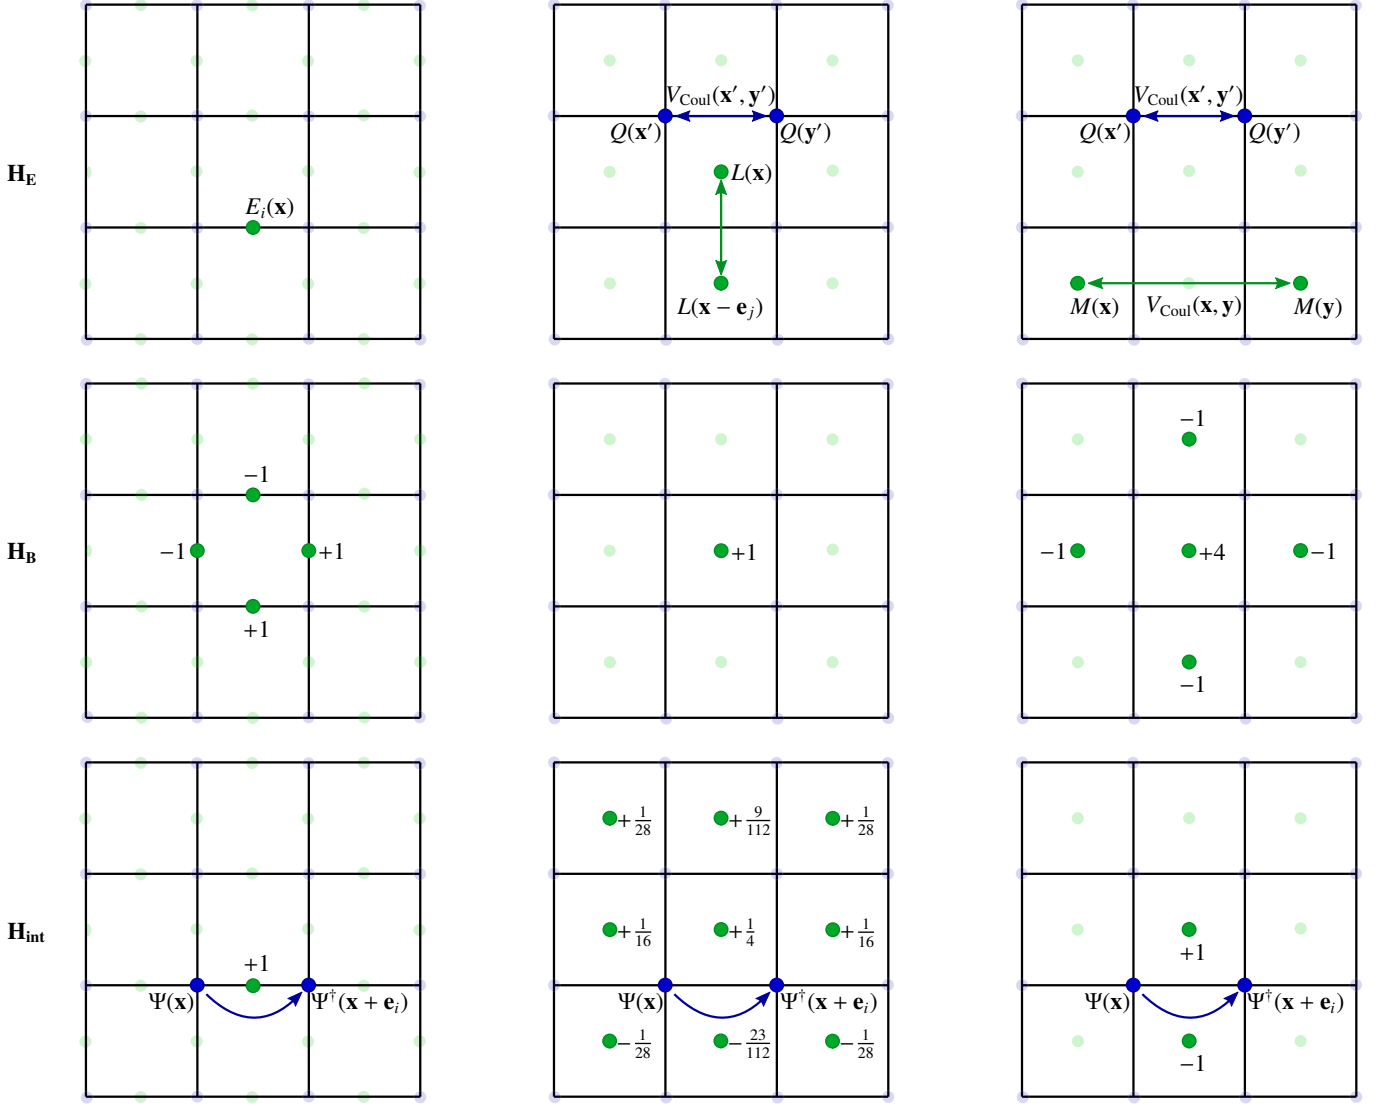 V_Coul(x′, y′) V_Coul(x′, y′)
Q(x′) Q(y′) Q(x′) Q(y′)
H_E L(x)
E_i(x)
L(x − e_j) M(x) V_Coul(x, y) M(y)
−1
−1
H_B −1 +1 +1 −1 +4 −1
+1
−1
+1/28 +9/112 +1/28
H_int +1/16 +1/4 +1/16
+1 +1
Ψ(x) Ψ†(x + e_i) Ψ(x) Ψ†(x + e_i) Ψ(x) Ψ†(x + e_i)
−1/28 −23/112 −1/28
−1